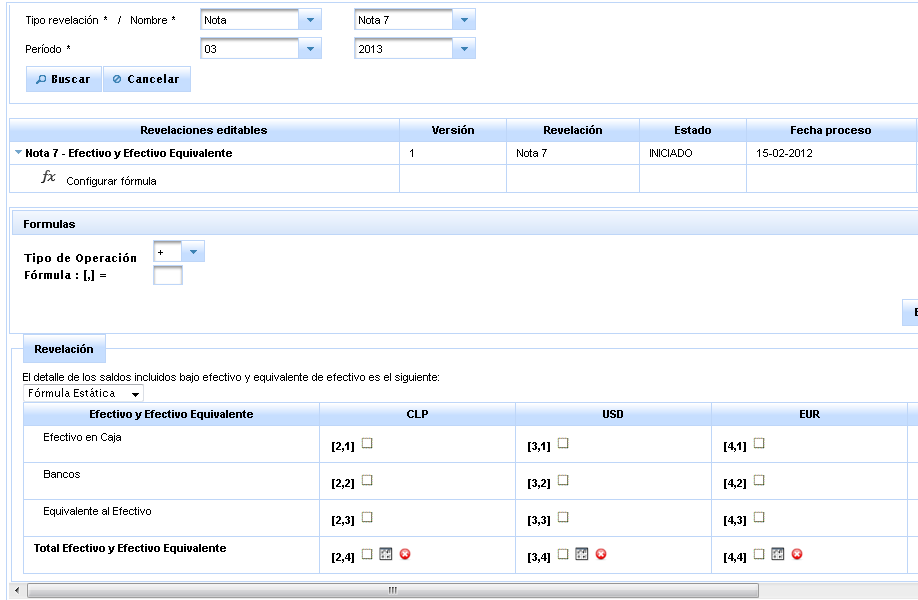 Tipo revelación * / Nombre * Nota Nota 7
Período * 03 2013
Buscar Cancelar
Revelaciones editables Versión Revelación Estado Fecha proceso
Nota 7 - Efectivo y Efectivo Equivalente 1 Nota 7 INICIADO 15-02-2012
fx Configurar fórmula
Formulas
Tipo de Operación +
Fórmula : [,] =
Revelación
El detalle de los saldos incluidos bajo efectivo y equivalente de efectivo es el siguiente:
Fórmula Estática
Efectivo y Efectivo Equivalente CLP USD EUR
Efectivo en Caja [2,1] [3,1] [4,1]
Bancos [2,2] [3,2] [4,2]
Equivalente al Efectivo [2,3] [3,3] [4,3]
Total Efectivo y Efectivo Equivalente [2,4] [3,4] [4,4]